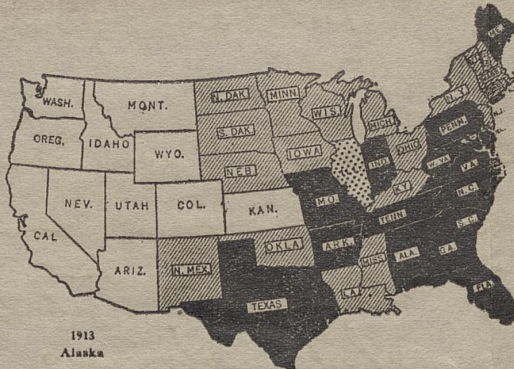 WASH.
MONT.
N. DAK.
MINN.
ME.
OREG.
IDAHO
WYO.
S. DAK.
WIS.
MICH.
N.Y.
NEB.
IOWA
NEV.
UTAH
COL.
KAN.
MO.
IND.
OHIO
PENN.
N.J.
W.VA.
VA.
KY.
CAL
ARIZ.
N. MEX.
OKLA.
ARK.
TENN.
N.C.
S.C.
TEXAS
LA.
MISS.
ALA.
GA.
FLA.
1913
Alaska